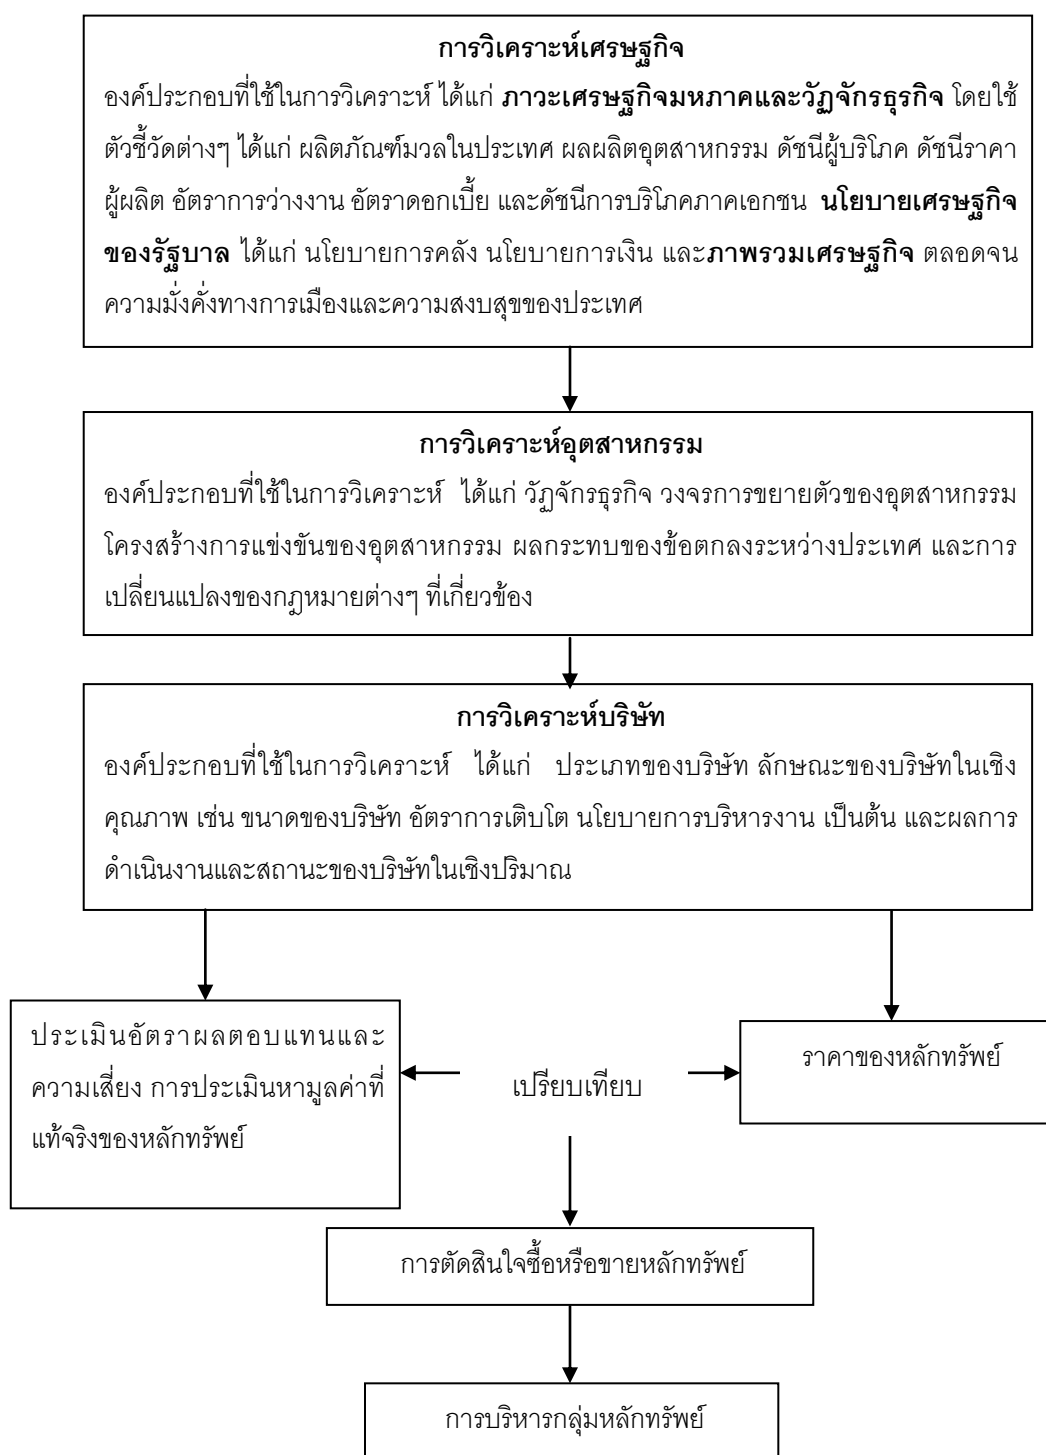 การวิเคราะห์เศรษฐกิจ
องค์ประกอบที่ใช้ในการวิเคราะห์ ได้แก่ ภาวะเศรษฐกิจมหภาคและวัฏจักรธุรกิจ โดยใช้
ตัวชี้วัดต่างๆ ได้แก่ ผลิตภัณฑ์มวลในประเทศ ผลผลิตอุตสาหกรรม ดัชนีผู้บริโภค ดัชนีราคา
ผู้ผลิต อัตราการว่างงาน อัตราดอกเบี้ย และดัชนีการบริโภคภาคเอกชน นโยบายเศรษฐกิจ
ของรัฐบาล ได้แก่ นโยบายการคลัง นโยบายการเงิน และภาพรวมเศรษฐกิจ ตลอดจน
ความมั่งคั่งทางการเมืองและความสงบสุขของประเทศ
การวิเคราะห์อุตสาหกรรม
องค์ประกอบที่ใช้ในการวิเคราะห์ ได้แก่ วัฏจักรธุรกิจ วงจรการขยายตัวของอุตสาหกรรม
โครงสร้างการแข่งขันของอุตสาหกรรม ผลกระทบของข้อตกลงระหว่างประเทศ และการ
เปลี่ยนแปลงของกฎหมายต่างๆ ที่เกี่ยวข้อง
การวิเคราะห์บริษัท
องค์ประกอบที่ใช้ในการวิเคราะห์ ได้แก่ ประเภทของบริษัท ลักษณะของบริษัทในเชิง
คุณภาพ เช่น ขนาดของบริษัท อัตราการเติบโต นโยบายการบริหารงาน เป็นต้น และผลการ
ดำเนินงานและสถานะของบริษัทในเชิงปริมาณ
ประเมินอัตราผลตอบแทนและ
ความเสี่ยง การประเมินหามูลค่าที่
แท้จริงของหลักทรัพย์
เปรียบเทียบ
ราคาของหลักทรัพย์
การตัดสินใจซื้อหรือขายหลักทรัพย์
การบริหารกลุ่มหลักทรัพย์